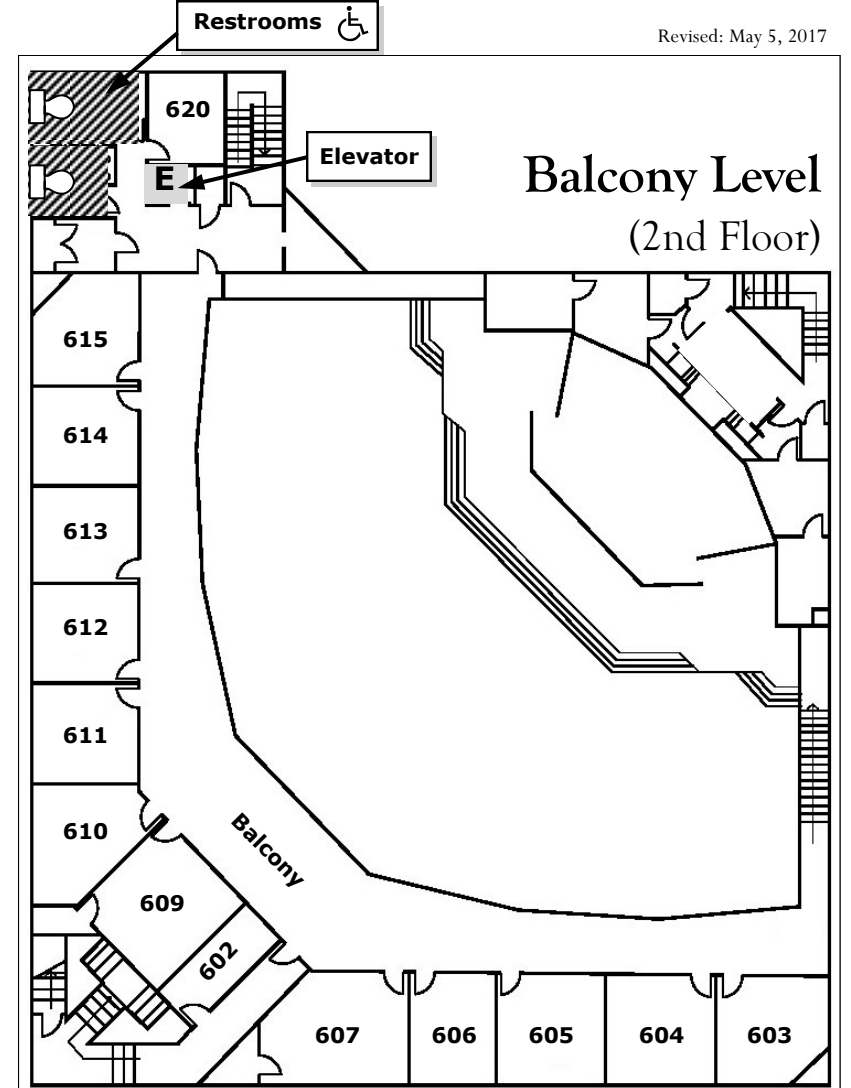 Restrooms
Revised: May 5, 2017
620
Elevator
E
Balcony Level
(2nd Floor)
615
614
613
612
611
610
Balcony
609
602
607
606
605
604
603